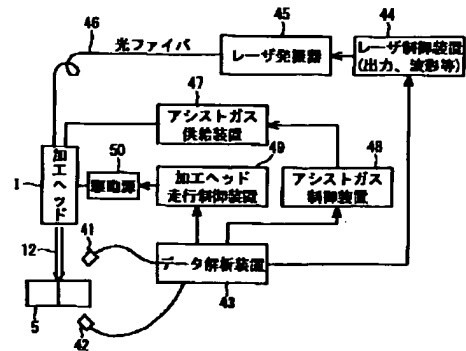 46
光ファイバ
45
レーザ発振器
44
レーザ制御装置
(出力、波形等)
47
アシストガス
供給装置
49
加工ヘッド
走行制御装置
48
アシストガス
制御装置
50
駆動源
1
加工ヘッド
12
41
データ解析装置
43
5
42